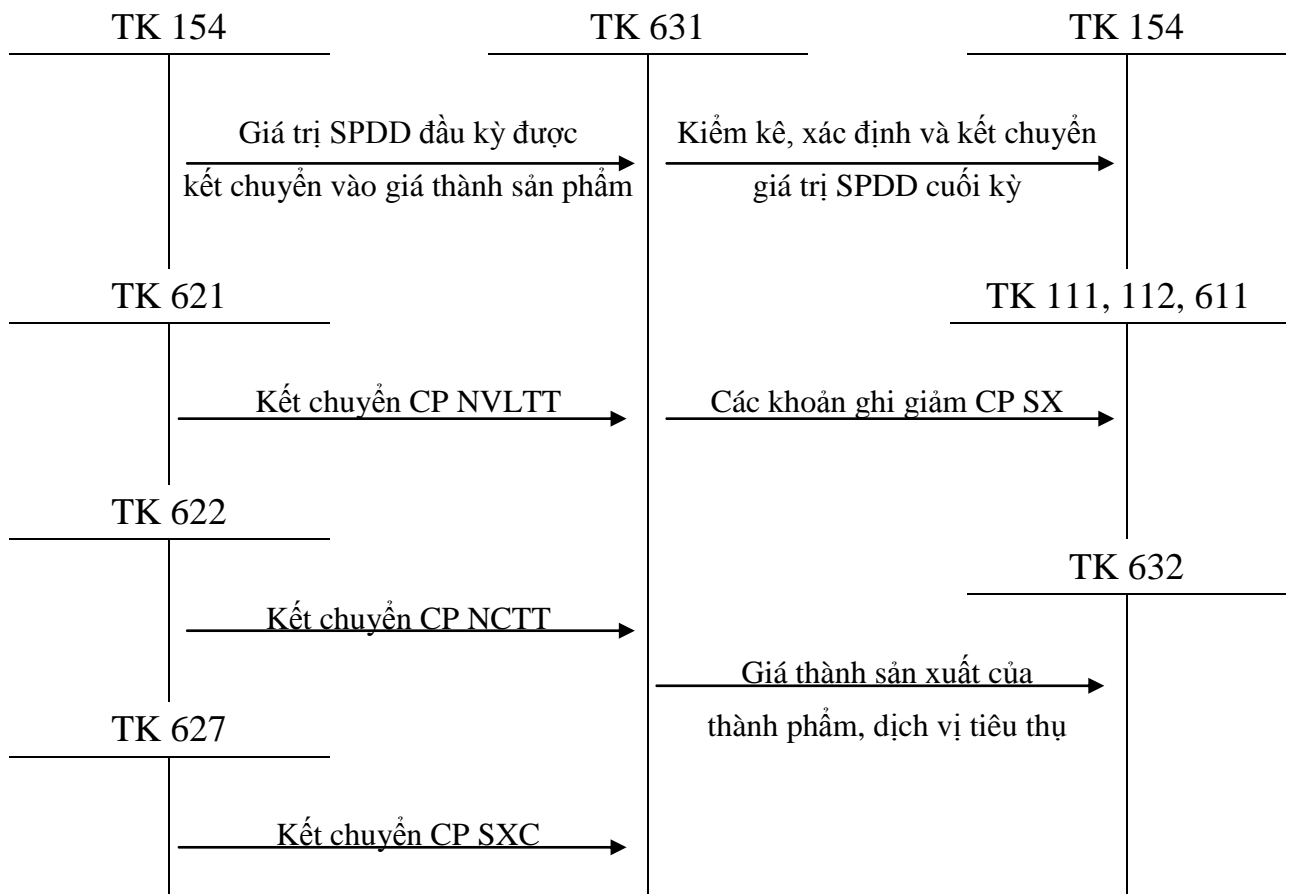 TK 154
TK 631
TK 154
Giá trị SPDD đầu kỳ được
kết chuyển vào giá thành sản phẩm
Kiểm kê, xác định và kết chuyển
giá trị SPDD cuối kỳ
TK 621
TK 111, 112, 611
Kết chuyển CP NVLTT
Các khoản ghi giảm CP SX
TK 622
TK 632
Kết chuyển CP NCTT
Giá thành sản xuất của
thành phẩm, dịch vị tiêu thụ
TK 627
Kết chuyển CP SXC